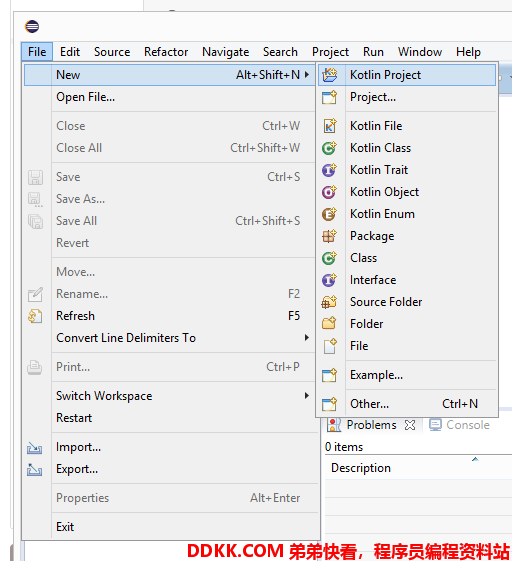 File Edit Source Refactor Navigate Search Project Run Window Help
New Alt+Shift+N
Open File...
Close Ctrl+W
Close All Ctrl+Shift+W
Save Ctrl+S
Save As...
Save All Ctrl+Shift+S
Revert
Move...
Rename... F2
Refresh F5
Convert Line Delimiters To
Print... Ctrl+P
Switch Workspace
Restart
Import...
Export...
Properties Alt+Enter
Exit
Kotlin Project
Project...
Kotlin File
Kotlin Class
Kotlin Trait
Kotlin Object
Kotlin Enum
Package
Class
Interface
Source Folder
Folder
File
Example...
Other... Ctrl+N
Problems Console
0 items
Description
DDKK.COM 弟弟快看，程序员编程资料站